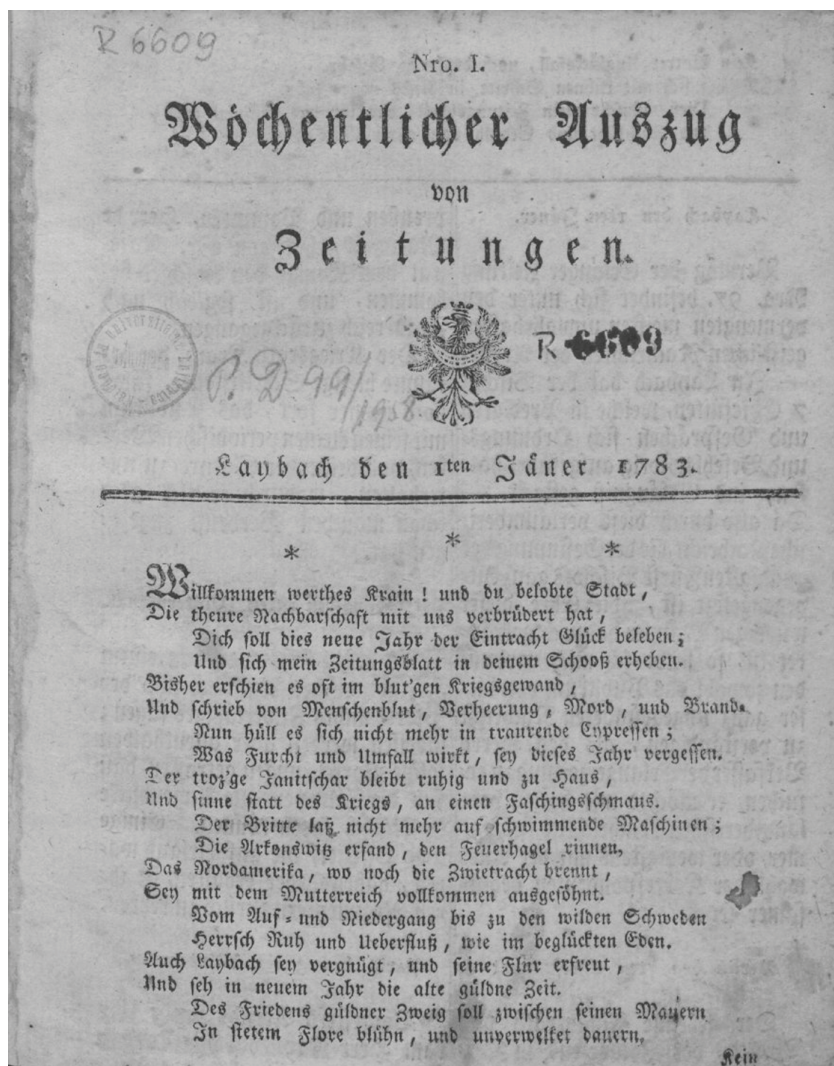 R 6609
Nro. I.
Wöchentlicher Auszug
von
Zeitungen.
R 6609
P. D 99/1938
Laybach den 1ten Jäner 1783.
* * *
Willkommen werthes Krain! und du belobte Stadt,
Die theure Nachbarschaft mit uns verbrüdert hat,
Dich soll dies neue Jahr der Eintracht Glück beleben;
Und sich mein Zeitungsblatt in deinem Schooß erheben.
Bisher erschien es oft im blut'gen Kriegsgewand,
Und schrieb von Menschenblut, Verheerung, Mord, und Brand.
Nun hüll es sich nicht mehr in traurende Cypressen;
Was Furcht und Umfall wirkt, sey dieses Jahr vergessen.
Der troz'ge Janitschar bleibt ruhig und zu Haus,
Und sinne statt des Kriegs, an einen Faschingsschmaus.
Der Britte laß nicht mehr auf schwimmende Maschinen;
Die Arkonswitz ersand, den Feuerhagel rinnen,
Das Nordamerika, wo noch die Zwietracht brennt,
Sey mit dem Mutterreich vollkommen ausgesöhnt.
Vom Auf- und Niedergang bis zu den wilden Schweden
Herrsch Ruh und Ueberfluß, wie im beglückten Eden.
Auch Laybach sey vergnügt, und seine Flur erfreut,
Und seh in neuem Jahr die alte güldne Zeit.
Des Friedens güldner Zweig soll zwischen seinen Mauern
In stetem Flore blühn, und unverwelket dauern.
Kein